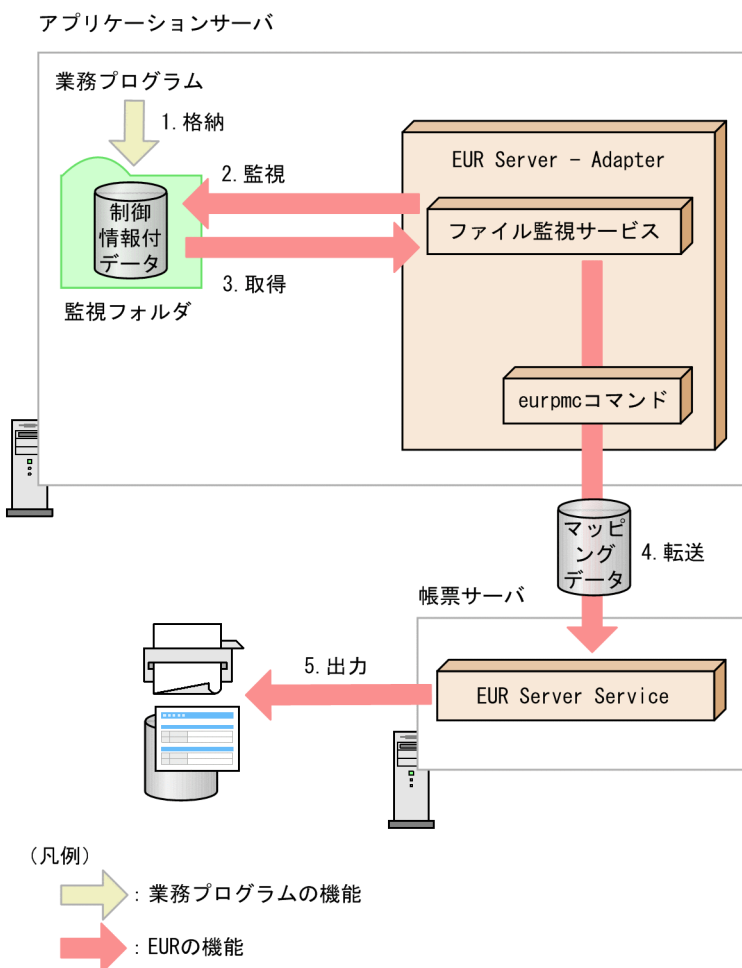 アプリケーションサーバ
業務プログラム
1.格納
EUR Server － Adapter
2.監視
制御
情報付
データ
ファイル監視サービス
3.取得
監視フォルダ
eurpmcコマンド
マッピ
ング
データ
4.転送
帳票サーバ
5.出力
EUR Server Service
(凡例)
：業務プログラムの機能
：EURの機能